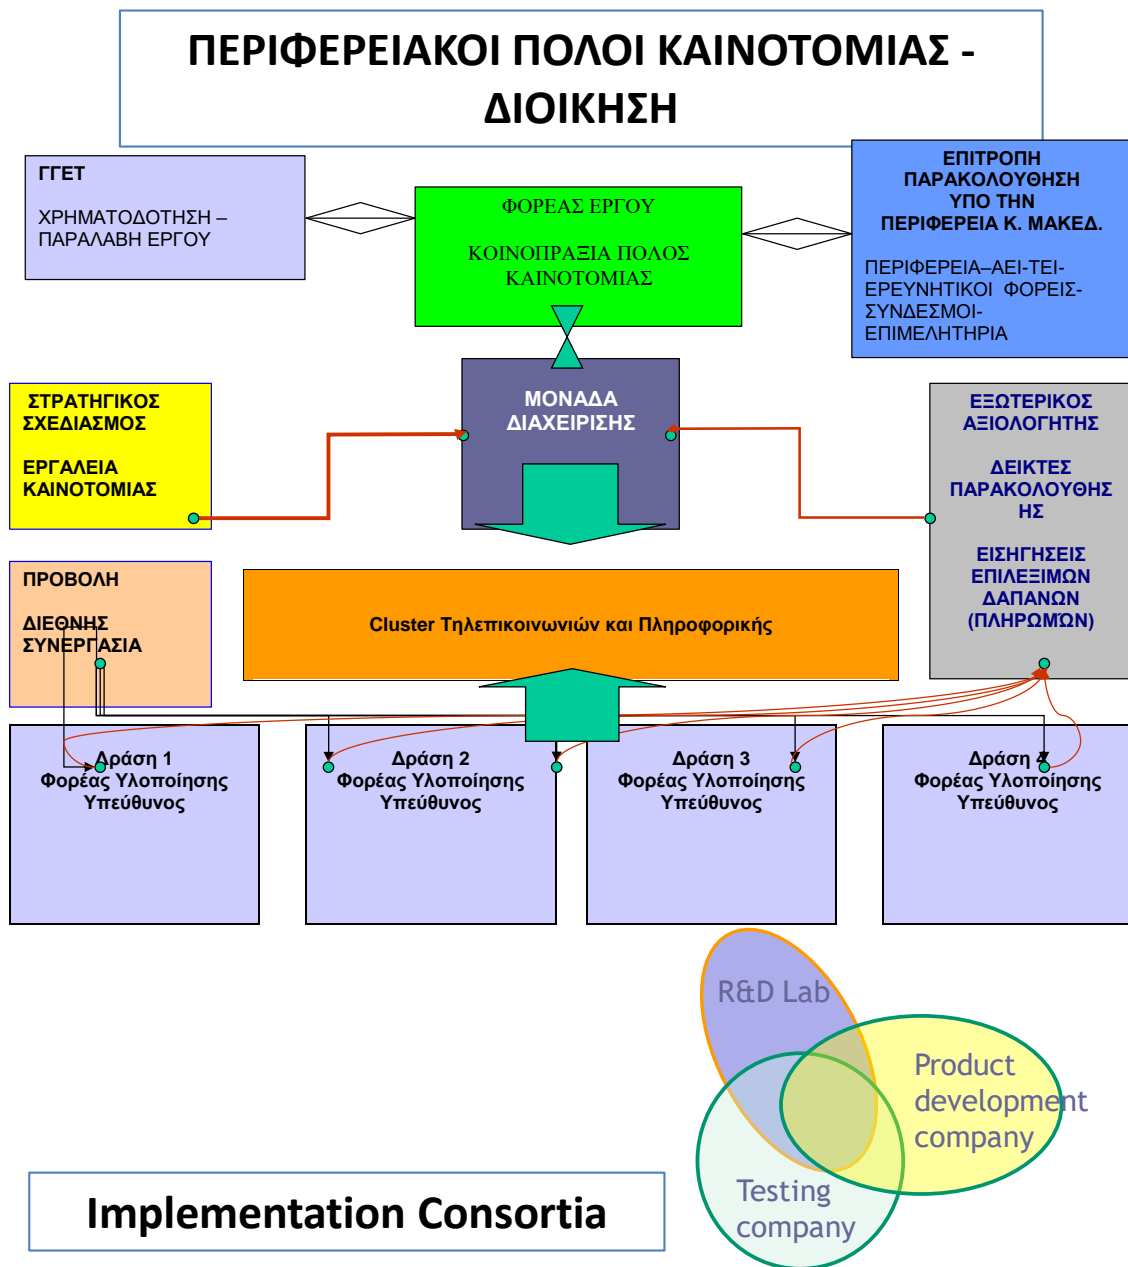 ΠΕΡΙΦΕΡΕΙΑΚΟΙ ΠΟΛΟΙ ΚΑΙΝΟΤΟΜΙΑΣ -
ΔΙΟΙΚΗΣΗ
ΓΓΕΤ
ΧΡΗΜΑΤΟΔΟΤΗΣΗ –
ΠΑΡΑΛΑΒΗ ΕΡΓΟΥ
ΦΟΡΕΑΣ ΕΡΓΟΥ
ΚΟΙΝΟΠΡΑΞΙΑ ΠΟΛΟΣ
ΚΑΙΝΟΤΟΜΙΑΣ
ΕΠΙΤΡΟΠΗ
ΠΑΡΑΚΟΛΟΥΘΗΣΗ
ΥΠΟ ΤΗΝ
ΠΕΡΙΦΕΡΕΙΑ Κ. ΜΑΚΕΔ.
ΠΕΡΙΦΕΡΕΙΑ–ΑΕΙ-ΤΕΙ-
ΕΡΕΥΝΗΤΙΚΟΙ ΦΟΡΕΙΣ-
ΣΥΝΔΕΣΜΟΙ-
ΕΠΙΜΕΛΗΤΗΡΙΑ
ΣΤΡΑΤΗΓΙΚΟΣ
ΣΧΕΔΙΑΣΜΟΣ
ΕΡΓΑΛΕΙΑ
ΚΑΙΝΟΤΟΜΙΑΣ
ΜΟΝΑΔΑ
ΔΙΑΧΕΙΡΙΣΗΣ
ΕΞΩΤΕΡΙΚΟΣ
ΑΞΙΟΛΟΓΗΤΗΣ
ΔΕΙΚΤΕΣ
ΠΑΡΑΚΟΛΟΥΘΗΣ
ΗΣ
ΕΙΣΗΓΗΣΕΙΣ
ΕΠΙΛΕΞΙΜΩΝ
ΔΑΠΑΝΩΝ
(ΠΛΗΡΩΜΏΝ)
ΠΡΟΒΟΛΗ
ΔΙΕΘΝΗΣ
ΣΥΝΕΡΓΑΣΙΑ
Cluster Τηλεπικοινωνιών και Πληροφορικής
Δράση 1
Φορέας Υλοποίησης
Υπεύθυνος
Δράση 2
Φορέας Υλοποίησης
Υπεύθυνος
Δράση 3
Φορέας Υλοποίησης
Υπεύθυνος
Δράση 4
Φορέας Υλοποίησης
Υπεύθυνος
R&D Lab
Product
development
company
Testing
company
Implementation Consortia